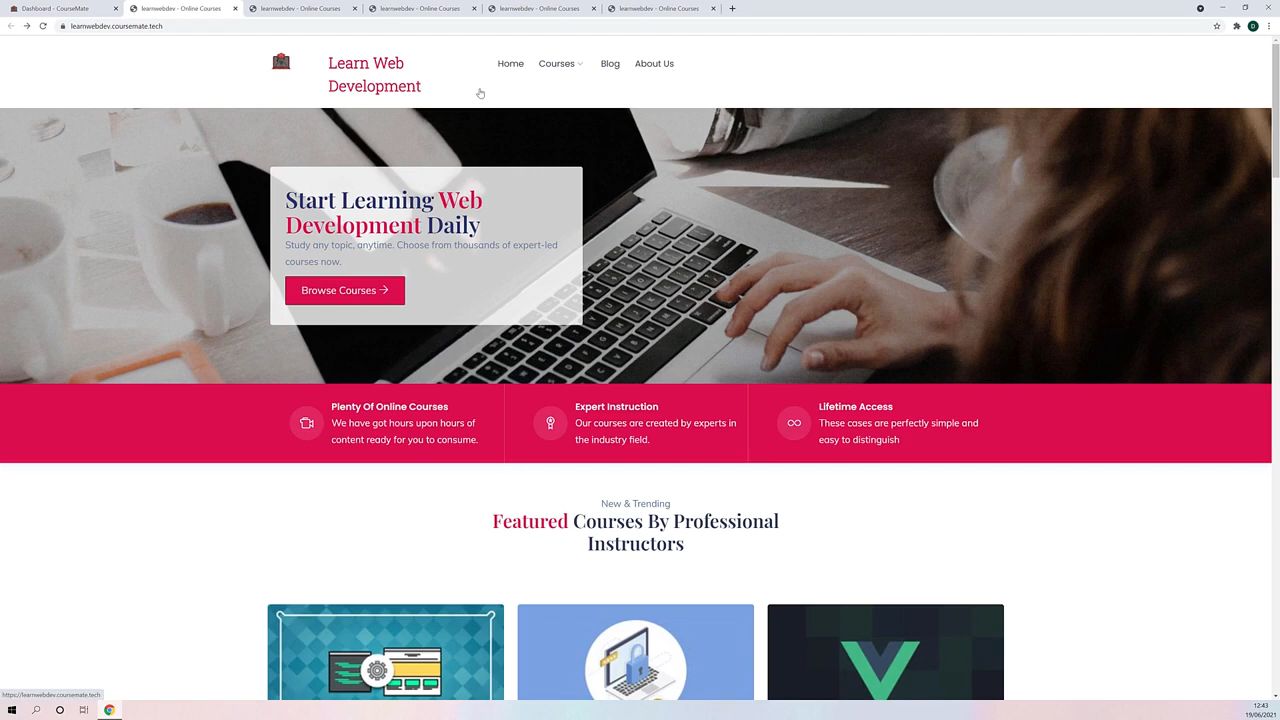 Dashboard - CourseMate
learnwebdev - Online Courses
learnwebdev - Online Courses
learnwebdev - Online Courses
learnwebdev - Online Courses
learnwebdev - Online Courses
learnwebdev.coursemate.tech
D
Learn Web
Development
Home
Courses
Blog
About Us
Start Learning Web
Development Daily
Study any topic, anytime. Choose from thousands of expert-led
courses now.
Browse Courses
Plenty Of Online Courses
We have got hours upon hours of
content ready for you to consume.
Expert Instruction
Our courses are created by experts in
the industry field.
Lifetime Access
These cases are perfectly simple and
easy to distinguish
New & Trending
Featured Courses By Professional
Instructors
https://learnwebdev.coursemate.tech
12:43
19/06/2021